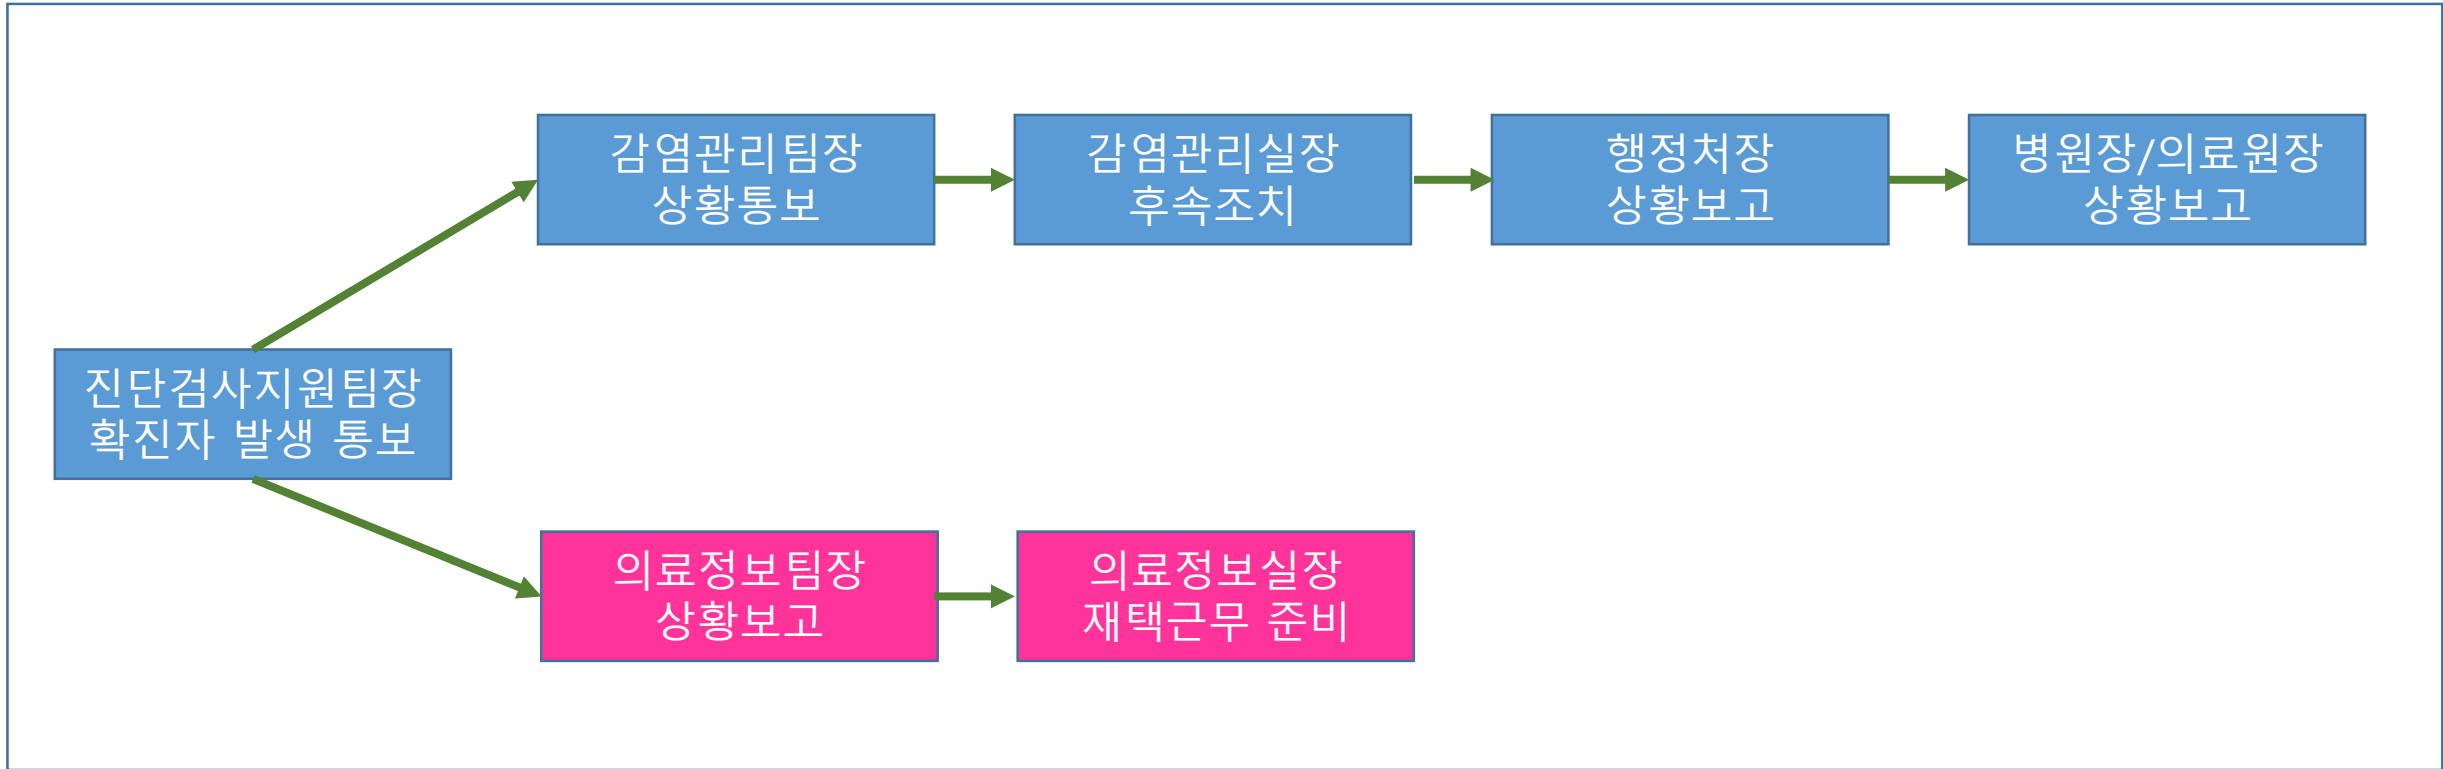 감염관리팀장
상황통보
감염관리실장
후속조치
행정처장
상황보고
병원장/의료원장
상황보고
진단검사지원팀장
확진자 발생 통보
의료정보팀장
상황보고
의료정보실장
재택근무 준비